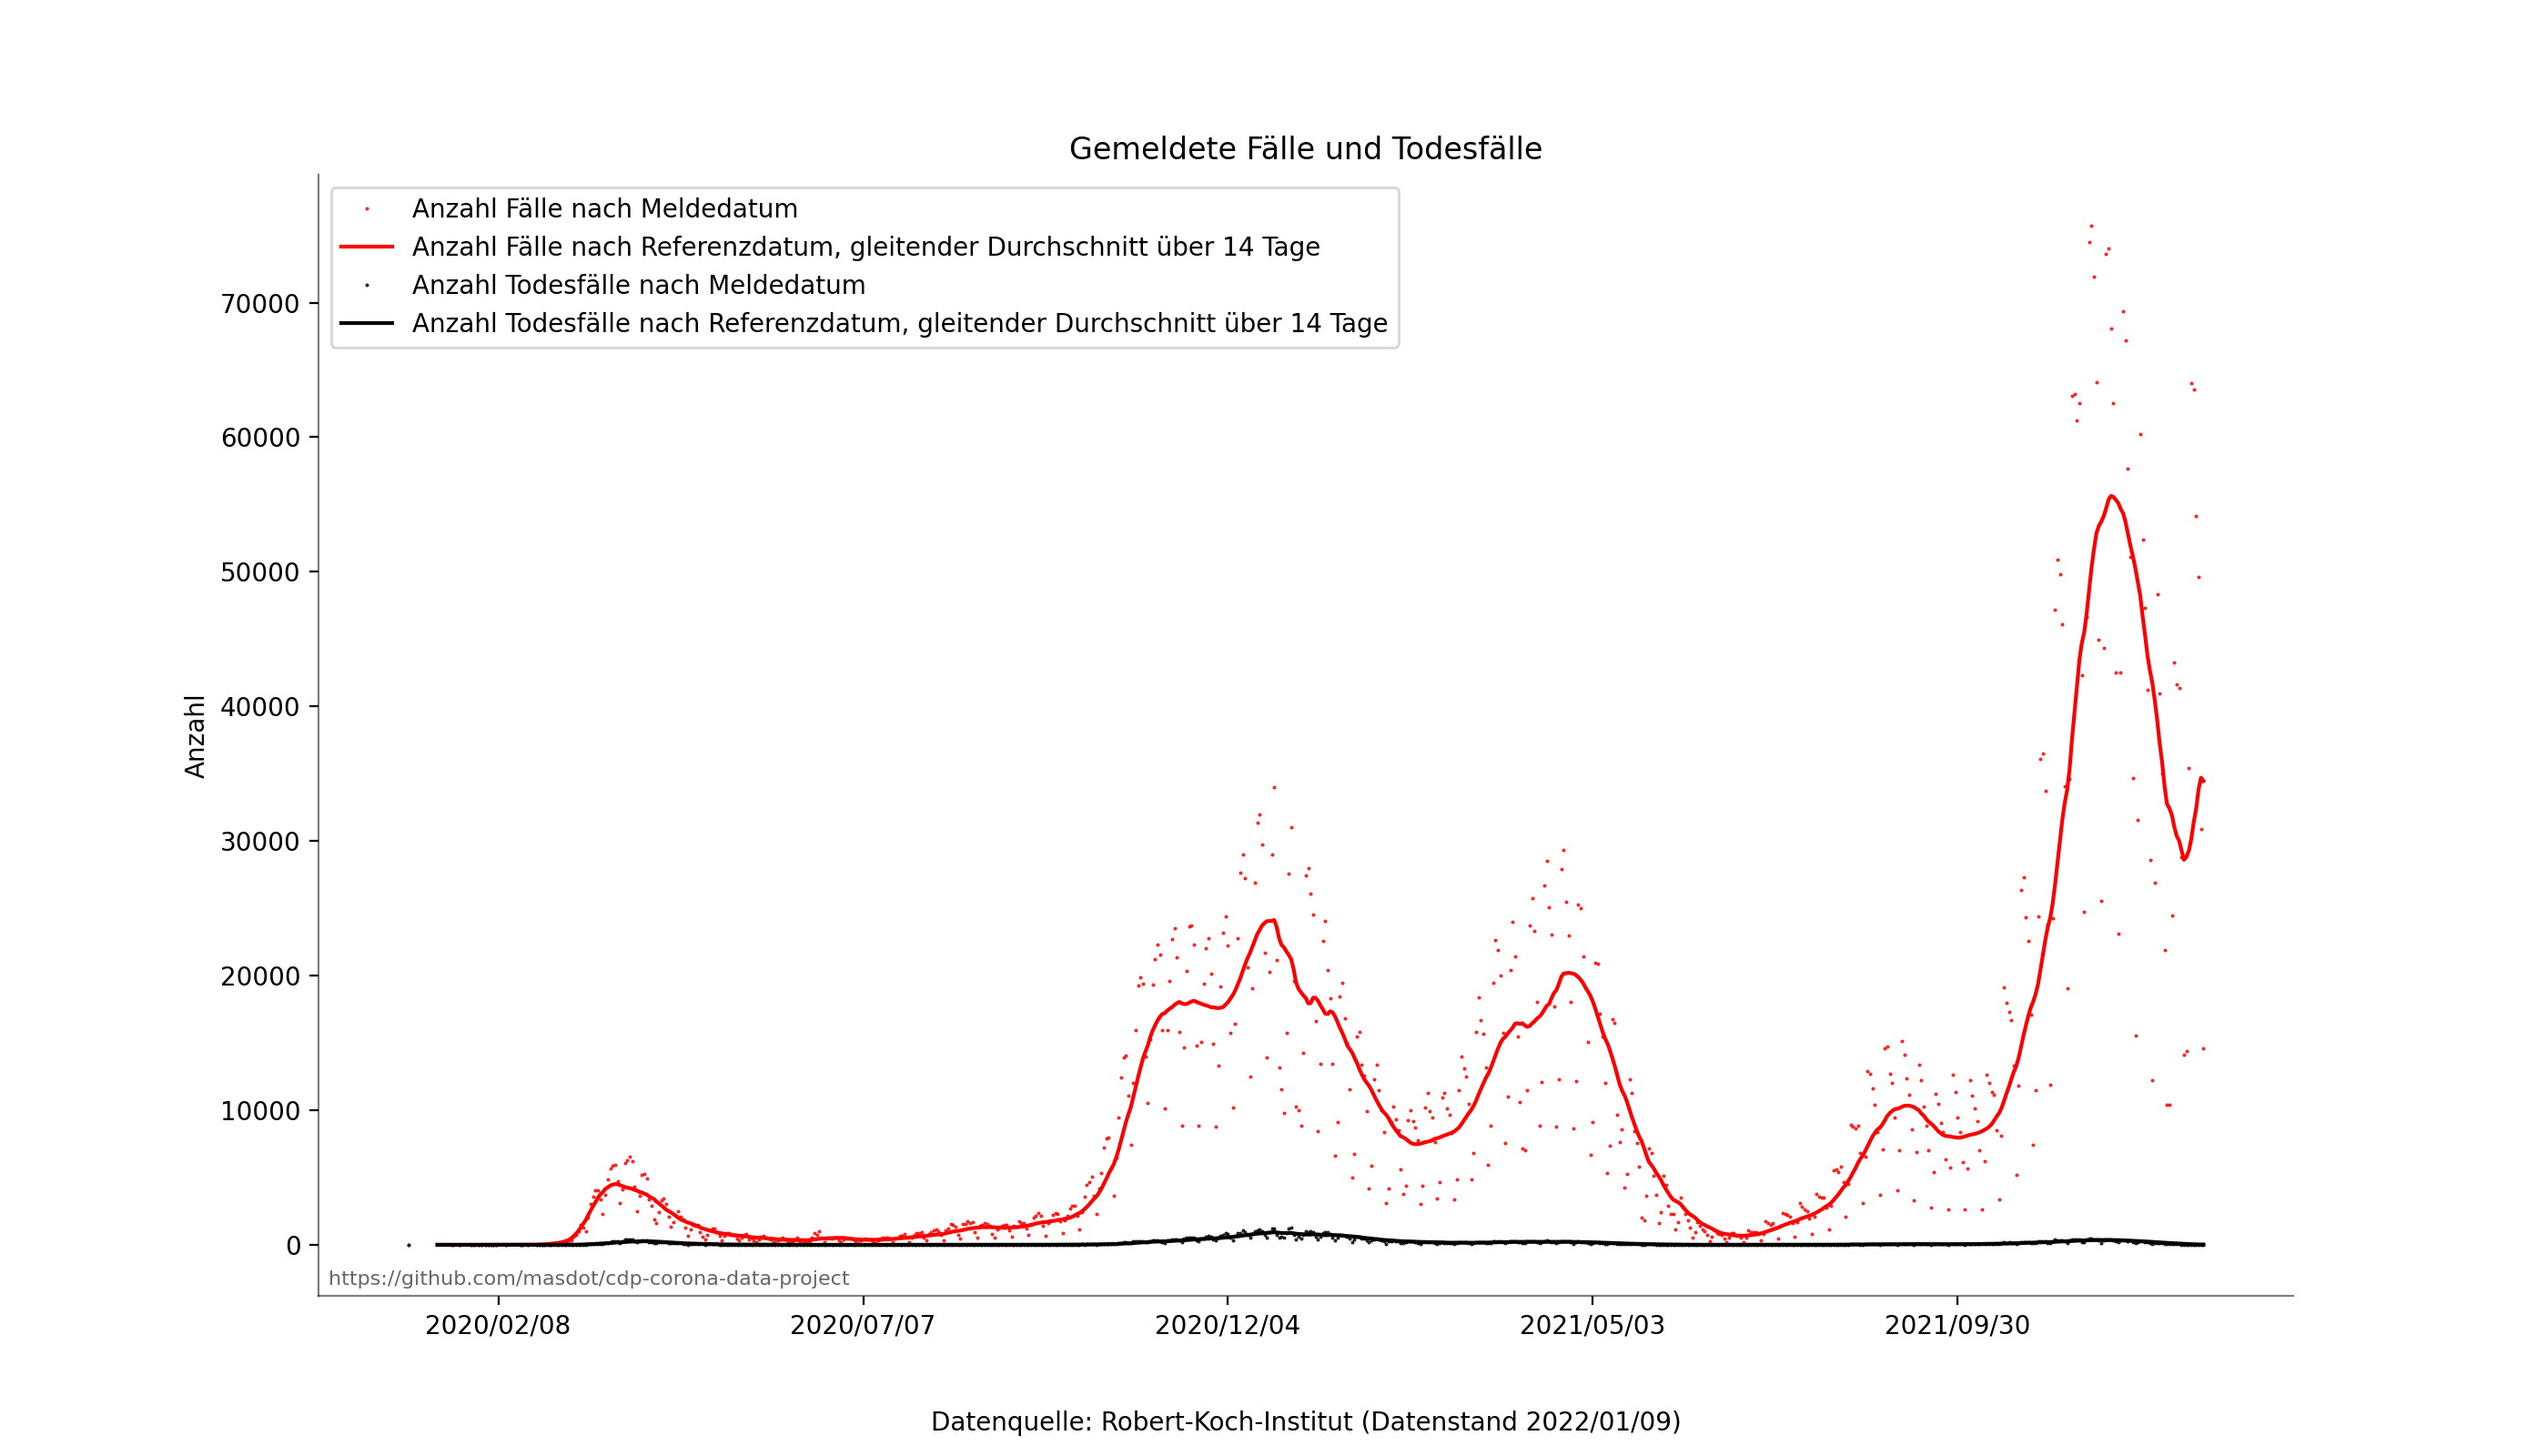 Gemeldete Fälle und Todesfälle
Anzahl Fälle nach Meldedatum
Anzahl Fälle nach Referenzdatum, gleitender Durchschnitt über 14 Tage
Anzahl Todesfälle nach Meldedatum
Anzahl Todesfälle nach Referenzdatum, gleitender Durchschnitt über 14 Tage
70000
60000
50000
40000
30000
20000
10000
0
Anzahl
https://github.com/masdot/cdp-corona-data-project
2020/02/08
2020/07/07
2020/12/04
2021/05/03
2021/09/30
Datenquelle: Robert-Koch-Institut (Datenstand 2022/01/09)